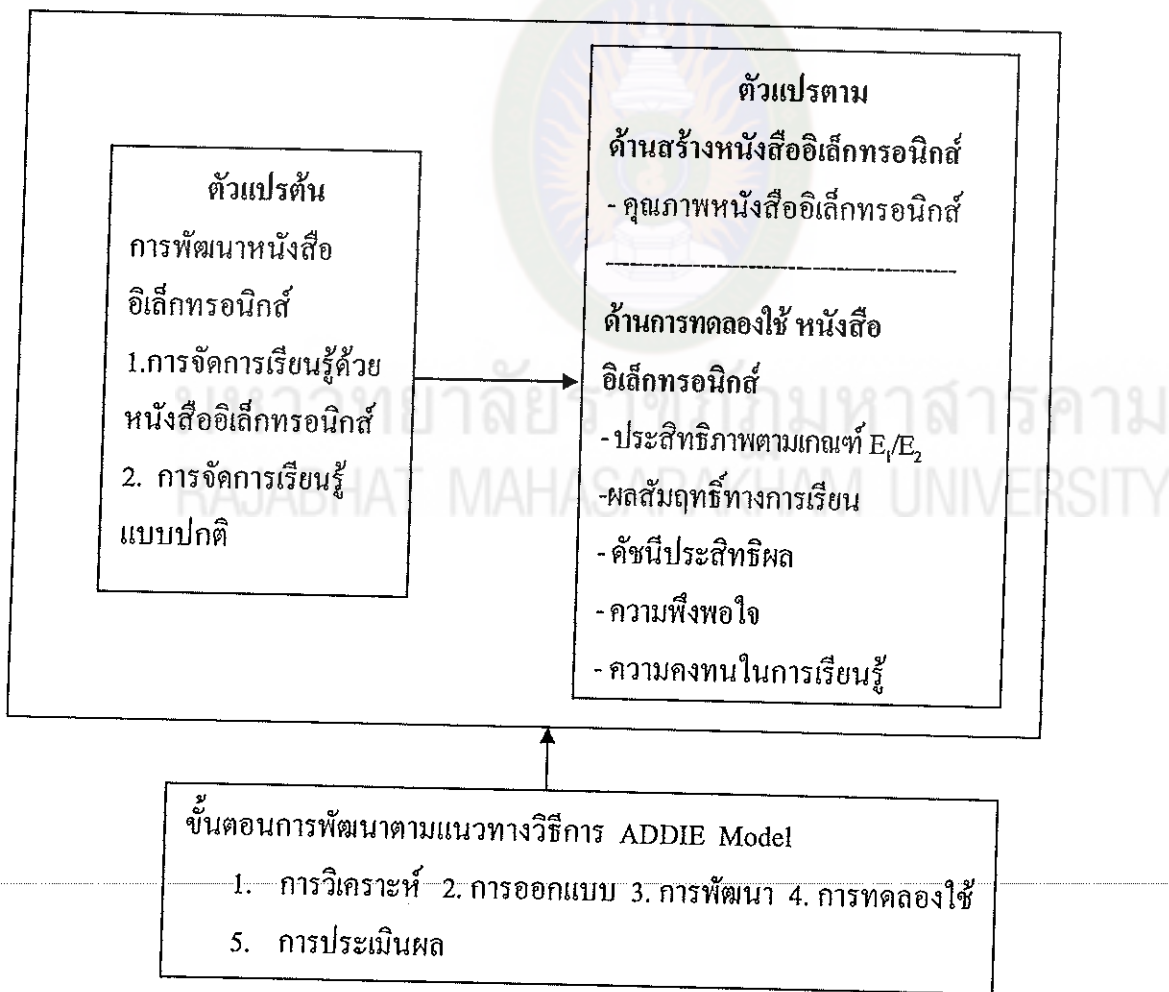 ตัวแปรต้น
การพัฒนาหนังสือ
อิเล็กทรอนิกส์
1.การจัดการเรียนรู้ด้วย
หนังสืออิเล็กทรอนิกส์
2. การจัดการเรียนรู้
แบบปกติ
ตัวแปรตาม
ด้านสร้างหนังสืออิเล็กทรอนิกส์
- คุณภาพหนังสืออิเล็กทรอนิกส์
ด้านการทดลองใช้ หนังสือ
อิเล็กทรอนิกส์
- ประสิทธิภาพตามเกณฑ์ E₁/E₂
-ผลสัมฤทธิ์ทางการเรียน
- ดัชนีประสิทธิผล
- ความพึงพอใจ
- ความคงทนในการเรียนรู้
มหาวิทยาลัยราชภัฏมหาสารคาม
RAJABHAT MAHASARAKHAM UNIVERSITY
ขั้นตอนการพัฒนาตามแนวทางวิธีการ ADDIE Model
1. การวิเคราะห์ 2. การออกแบบ 3. การพัฒนา 4. การทดลองใช้
5. การประเมินผล